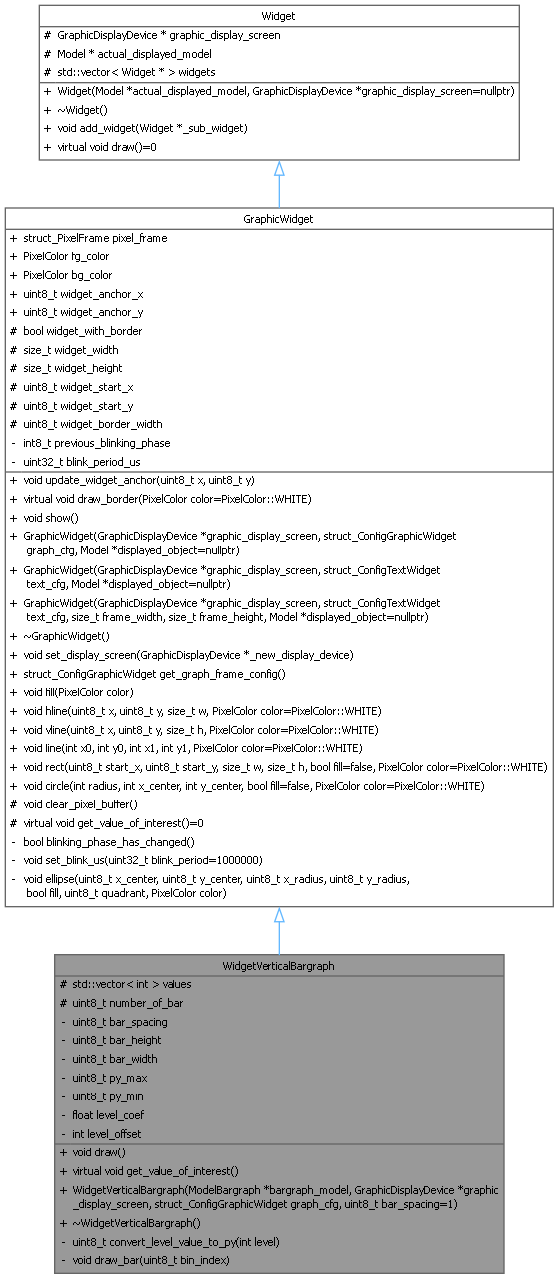 Widget
# GraphicDisplayDevice * graphic_display_screen
# Model * actual_displayed_model
# std::vector< Widget * > widgets
+ Widget(Model *actual_displayed_model, GraphicDisplayDevice *graphic_display_screen=nullptr)
+ ~Widget()
+ void add_widget(Widget *_sub_widget)
+ virtual void draw()=0
GraphicWidget
+ struct_PixelFrame pixel_frame
+ PixelColor fg_color
+ PixelColor bg_color
+ uint8_t widget_anchor_x
+ uint8_t widget_anchor_y
# bool widget_with_border
# size_t widget_width
# size_t widget_height
# uint8_t widget_start_x
# uint8_t widget_start_y
# uint8_t widget_border_width
- int8_t previous_blinking_phase
- uint32_t blink_period_us
+ void update_widget_anchor(uint8_t x, uint8_t y)
+ virtual void draw_border(PixelColor color=PixelColor::WHITE)
+ void show()
+ GraphicWidget(GraphicDisplayDevice *graphic_display_screen, struct_ConfigGraphicWidget
graph_cfg, Model *displayed_object=nullptr)
+ GraphicWidget(GraphicDisplayDevice *graphic_display_screen, struct_ConfigTextWidget
text_cfg, Model *displayed_object=nullptr)
+ GraphicWidget(GraphicDisplayDevice *graphic_display_screen, struct_ConfigTextWidget
text_cfg, size_t frame_width, size_t frame_height, Model *displayed_object=nullptr)
+ ~GraphicWidget()
+ void set_display_screen(GraphicDisplayDevice *_new_display_device)
+ struct_ConfigGraphicWidget get_graph_frame_config()
+ void fill(PixelColor color)
+ void hline(uint8_t x, uint8_t y, size_t w, PixelColor color=PixelColor::WHITE)
+ void vline(uint8_t x, uint8_t y, size_t h, PixelColor color=PixelColor::WHITE)
+ void line(int x0, int y0, int x1, int y1, PixelColor color=PixelColor::WHITE)
+ void rect(uint8_t start_x, uint8_t start_y, size_t w, size_t h, bool fill=false, PixelColor color=PixelColor::WHITE)
+ void circle(int radius, int x_center, int y_center, bool fill=false, PixelColor color=PixelColor::WHITE)
# void clear_pixel_buffer()
# virtual void get_value_of_interest()=0
- bool blinking_phase_has_changed()
- void set_blink_us(uint32_t blink_period=1000000)
- void ellipse(uint8_t x_center, uint8_t y_center, uint8_t x_radius, uint8_t y_radius,
bool fill, uint8_t quadrant, PixelColor color)
WidgetVerticalBargraph
# std::vector< int > values
# uint8_t number_of_bar
- uint8_t bar_spacing
- uint8_t bar_height
- uint8_t bar_width
- uint8_t py_max
- uint8_t py_min
- float level_coef
- int level_offset
+ void draw()
+ virtual void get_value_of_interest()
+ WidgetVerticalBargraph(ModelBargraph *bargraph_model, GraphicDisplayDevice *graphic
_display_screen, struct_ConfigGraphicWidget graph_cfg, uint8_t bar_spacing=1)
+ ~WidgetVerticalBargraph()
- uint8_t convert_level_value_to_py(int level)
- void draw_bar(uint8_t bin_index)